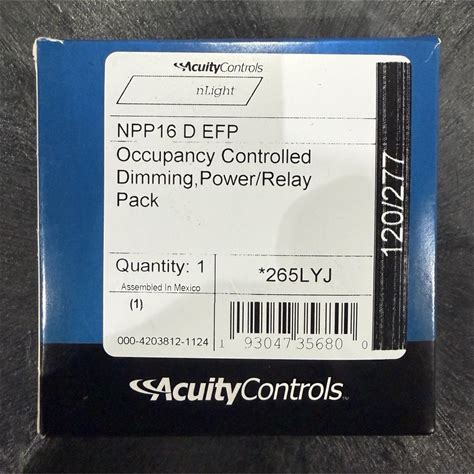 AcuityControls
nLight
NPP16 D EFP
Occupancy Controlled
Dimming,Power/Relay
Pack
120/277
Quantity: 1
*265LYJ
Assembled In Mexico
(1)
000-4203812-1124
1 93047 35680 0
AcuityControls